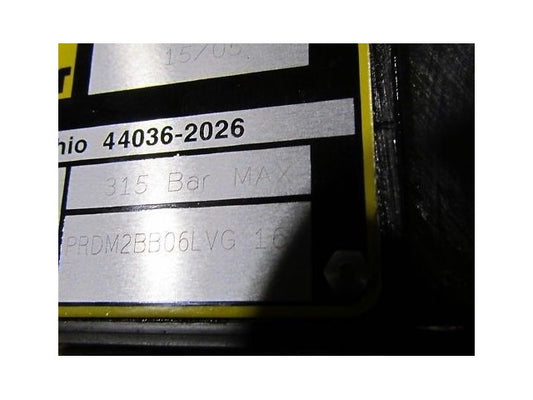 15/05
r
hio 44036-2026
315 Bar MAX
PRDM2BB06LVG 16